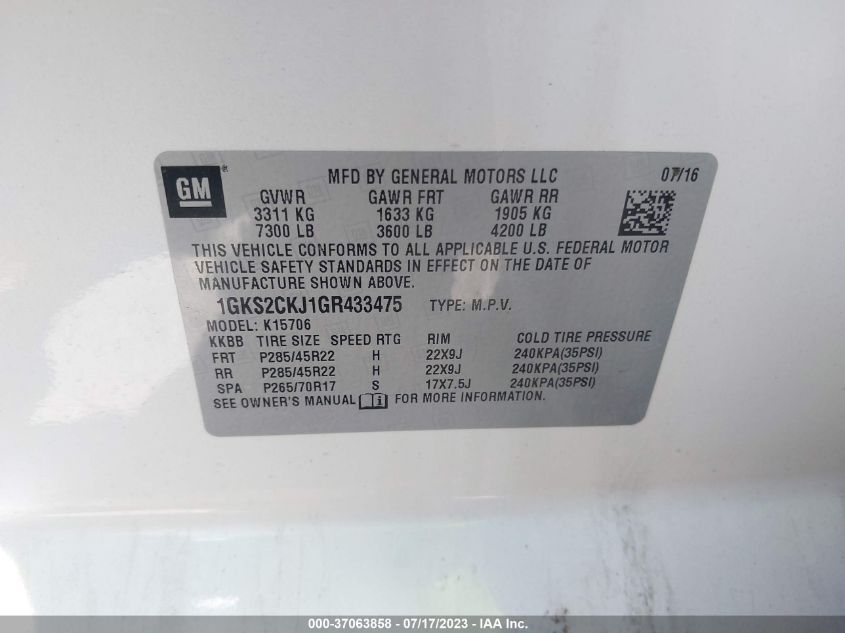 GM ®
MFD BY GENERAL MOTORS LLC 07/16
GVWR GAWR FRT GAWR RR
3311 KG 1633 KG 1905 KG
7300 LB 3600 LB 4200 LB
THIS VEHICLE CONFORMS TO ALL APPLICABLE U.S. FEDERAL MOTOR
VEHICLE SAFETY STANDARDS IN EFFECT ON THE DATE OF
MANUFACTURE SHOWN ABOVE.
1GKS2CKJ1GR433475 TYPE: M.P.V.
MODEL: K15706
KKBB TIRE SIZE SPEED RTG RIM COLD TIRE PRESSURE
FRT P285/45R22 H 22X9J 240KPA(35PSI)
RR P285/45R22 H 22X9J 240KPA(35PSI)
SPA P265/70R17 S 17X7.5J 240KPA(35PSI)
SEE OWNER'S MANUAL i FOR MORE INFORMATION.
000-37063858 - 07/17/2023 - IAA Inc.